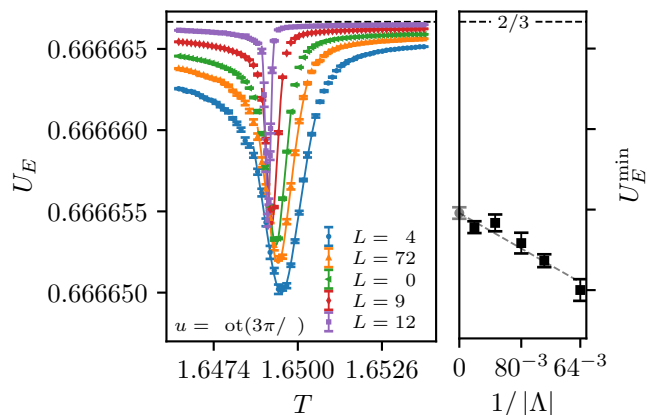 2/3
0.666665
0.666660
0.666655
0.666650
U_E
U_E^min
L = 4
L = 72
L = 0
L = 9
L = 12
u = ot(3π/ )
1.6474 1.6500 1.6526
T
0 80⁻³ 64⁻³
1/|Λ|